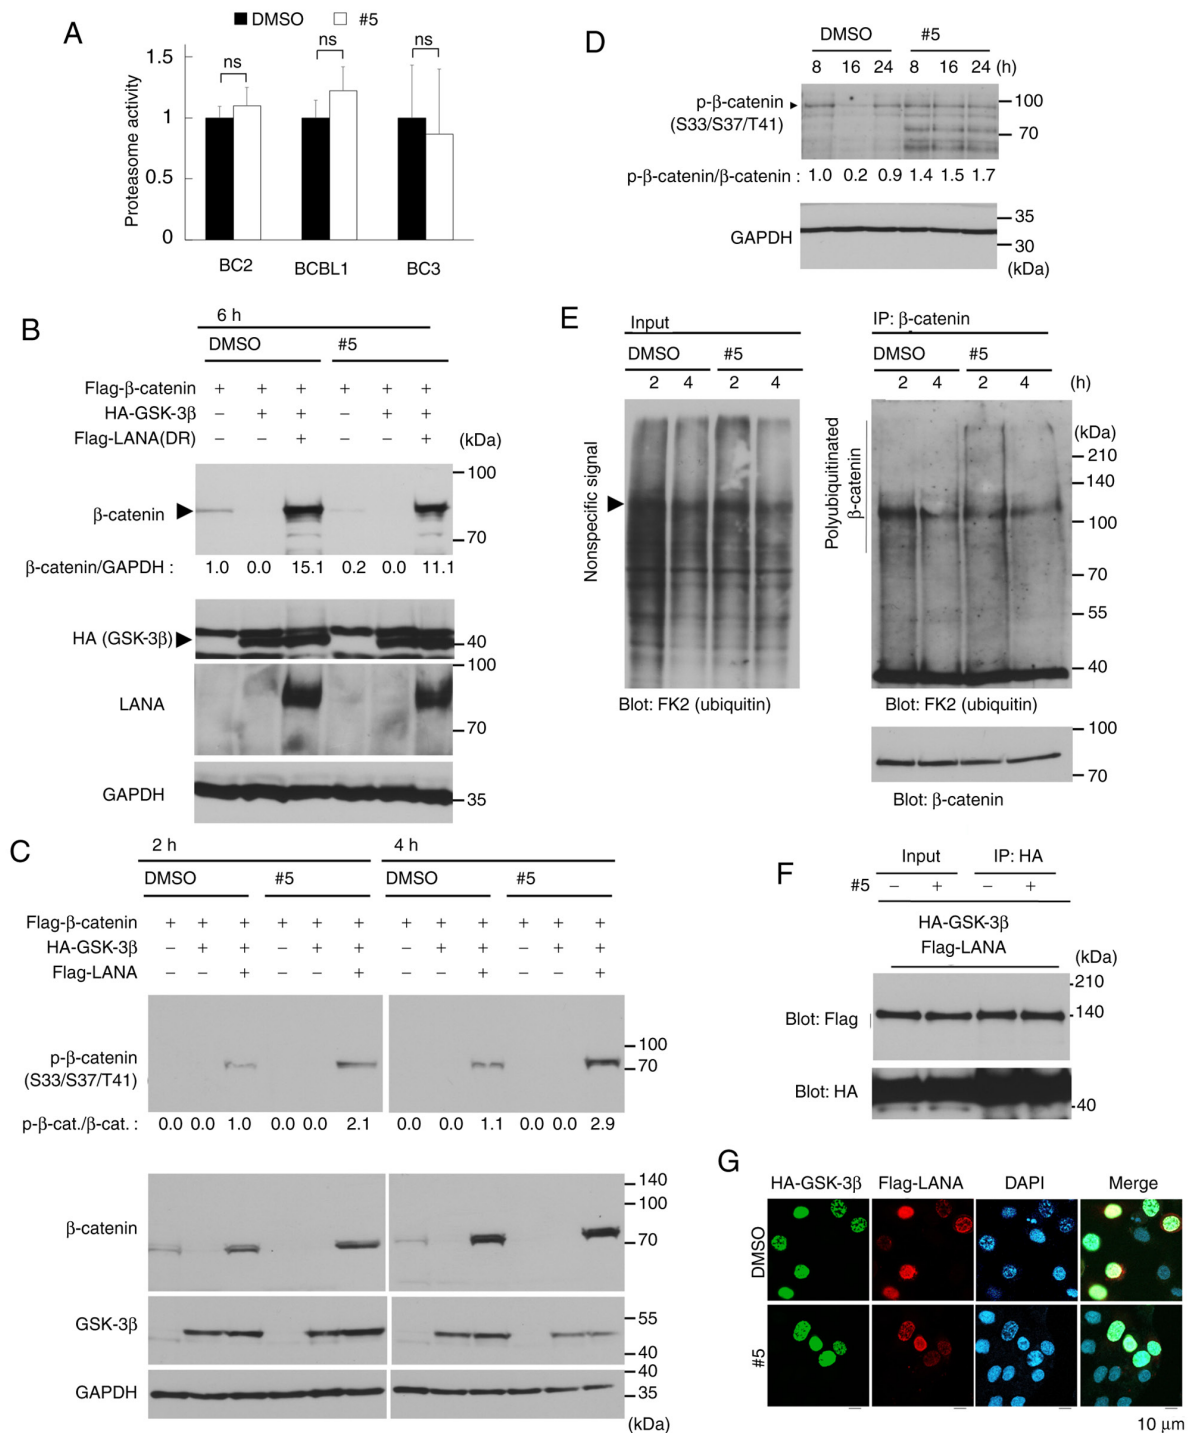 A
DMSO #5
ns ns ns
Proteasome activity
1.5
1
0.5
0
BC2 BCBL1 BC3
B
6 h
DMSO #5
Flag-β-catenin + + + + + +
HA-GSK-3β – + + – + +
Flag-LANA(DR) – – + – – + (kDa)
100
β-catenin
70
β-catenin/GAPDH : 1.0 0.0 15.1 0.2 0.0 11.1
HA (GSK-3β) 40
100
LANA
70
GAPDH 35
C
2 h 4 h
DMSO #5 DMSO #5
Flag-β-catenin + + + + + + + + + + + +
HA-GSK-3β – + + – + + – + + – + +
Flag-LANA – – + – – + – – + – – +
p-β-catenin 100
(S33/S37/T41) 70
p-β-cat./β-cat. : 0.0 0.0 1.0 0.0 0.0 2.1 0.0 0.0 1.1 0.0 0.0 2.9
140
β-catenin 100
70
GSK-3β 55
40
40
GAPDH 35
(kDa)
D
DMSO #5
8 16 24 8 16 24 (h)
p-β-catenin 100
(S33/S37/T41) 70
p-β-catenin/β-catenin : 1.0 0.2 0.9 1.4 1.5 1.7
35
GAPDH
30
(kDa)
E
Input IP: β-catenin
DMSO #5 DMSO #5
2 4 2 4 2 4 2 4 (h)
Nonspecific signal
Polyubiquitinated
β-catenin
(kDa)
210
140
100
70
55
40
Blot: FK2 (ubiquitin) Blot: FK2 (ubiquitin)
100
70
Blot: β-catenin
F
Input IP: HA
#5 – + – +
HA-GSK-3β
Flag-LANA
(kDa)
210
Blot: Flag 140
Blot: HA
40
G
HA-GSK-3β Flag-LANA DAPI Merge
DMSO
#5
10 μm